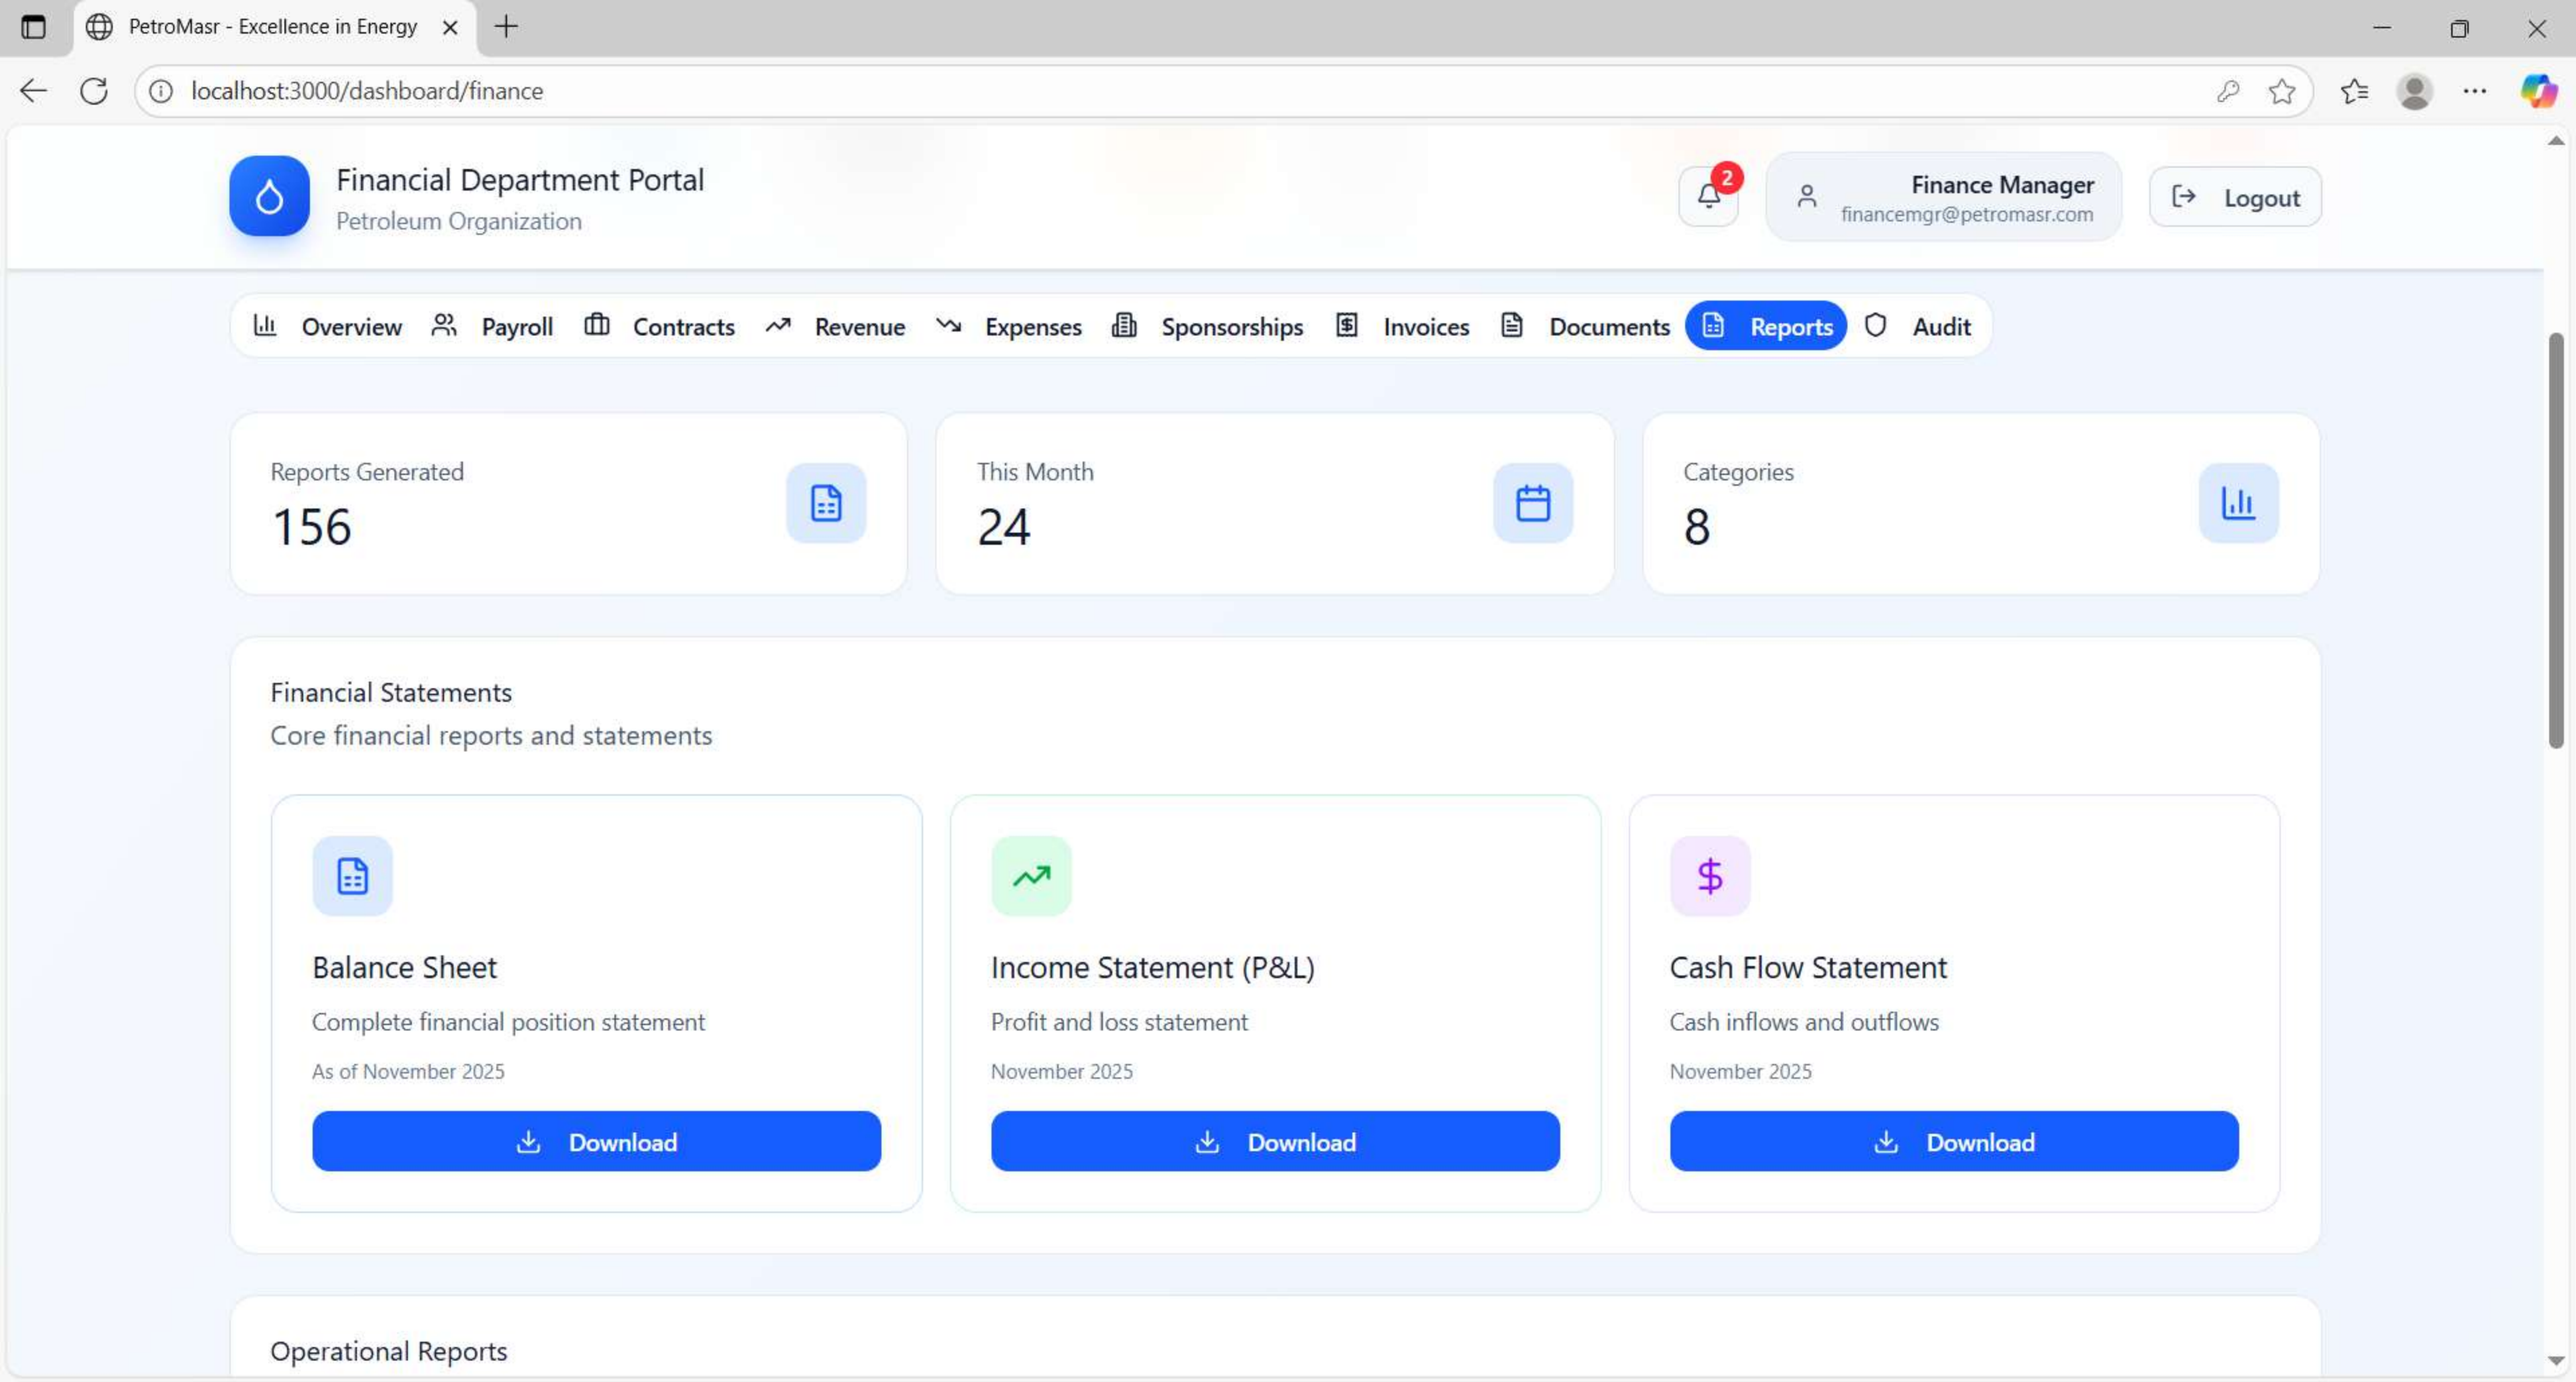 PetroMasr - Excellence in Energy
localhost:3000/dashboard/finance
Financial Department Portal
Petroleum Organization
2
Finance Manager
financemgr@petromasr.com
Logout
Overview Payroll Contracts Revenue Expenses Sponsorships Invoices Documents Reports Audit
Reports Generated
156
This Month
24
Categories
8
Financial Statements
Core financial reports and statements
Balance Sheet
Complete financial position statement
As of November 2025
Download
Income Statement (P&L)
Profit and loss statement
November 2025
Download
Cash Flow Statement
Cash inflows and outflows
November 2025
Download
Operational Reports